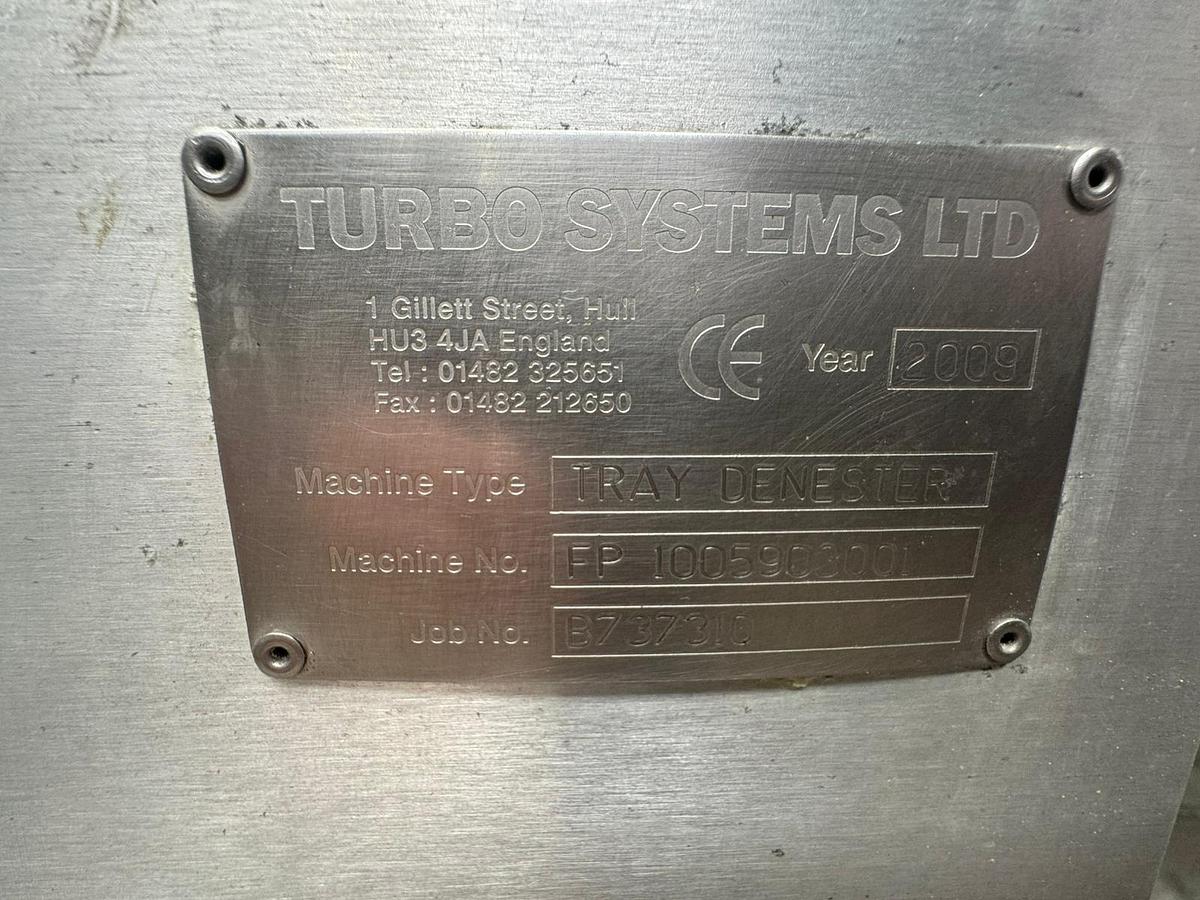 TURBO SYSTEMS LTD
1 Gillett Street, Hull
HU3 4JA England
Tel : 01482 325651
Fax : 01482 212650
CE Year 2009
Machine Type TRAY DENESTER
Machine No. FP 1005903001
Job No. B737310